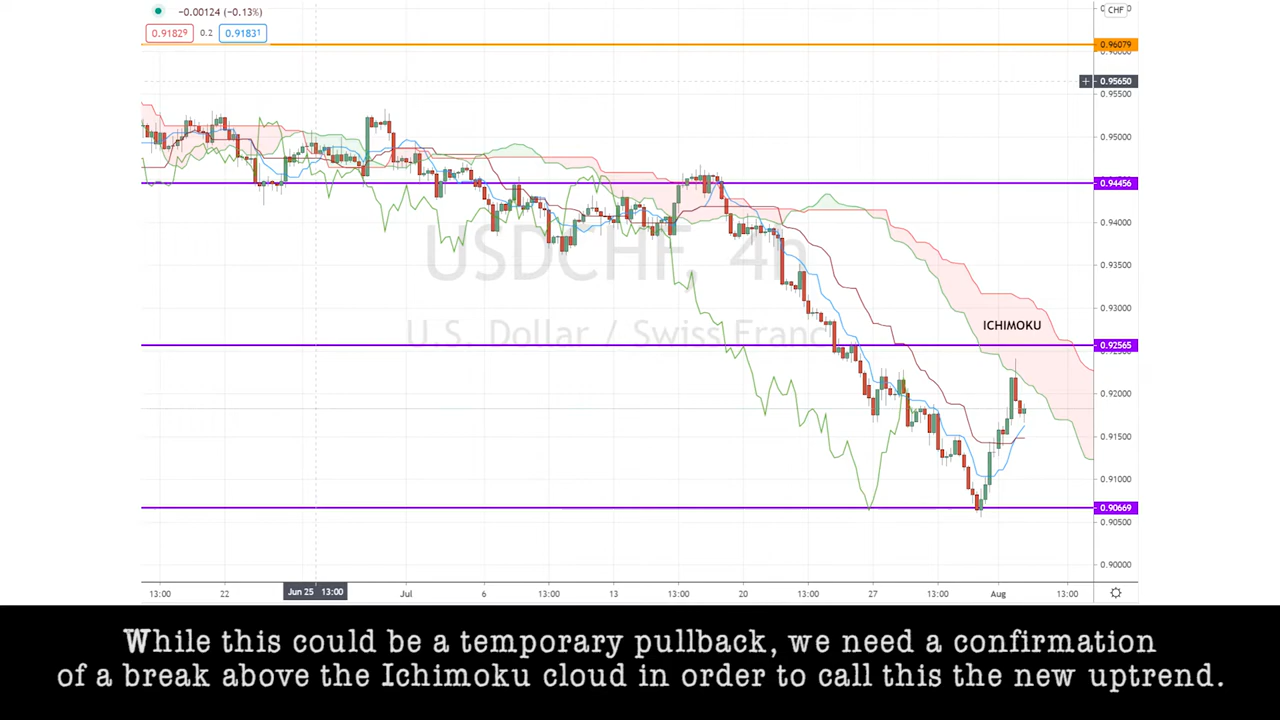 −0.00124 (−0.13%)
CHF
0.91829 0.2 0.91831
0.96079
0.96000
0.95650
0.95500
0.95000
0.94456
0.94000
0.93500
0.93000
0.92565
0.92500
0.92000
0.91500
0.91000
0.90669
0.90500
0.90000
USDCHF, 4h
U.S. Dollar / Swiss Franc
ICHIMOKU
13:00 22 Jun 25 13:00 Jul 6 13:00 13 13:00 20 13:00 27 13:00 Aug 13:00
While this could be a temporary pullback, we need a confirmation
of a break above the Ichimoku cloud in order to call this the new uptrend.